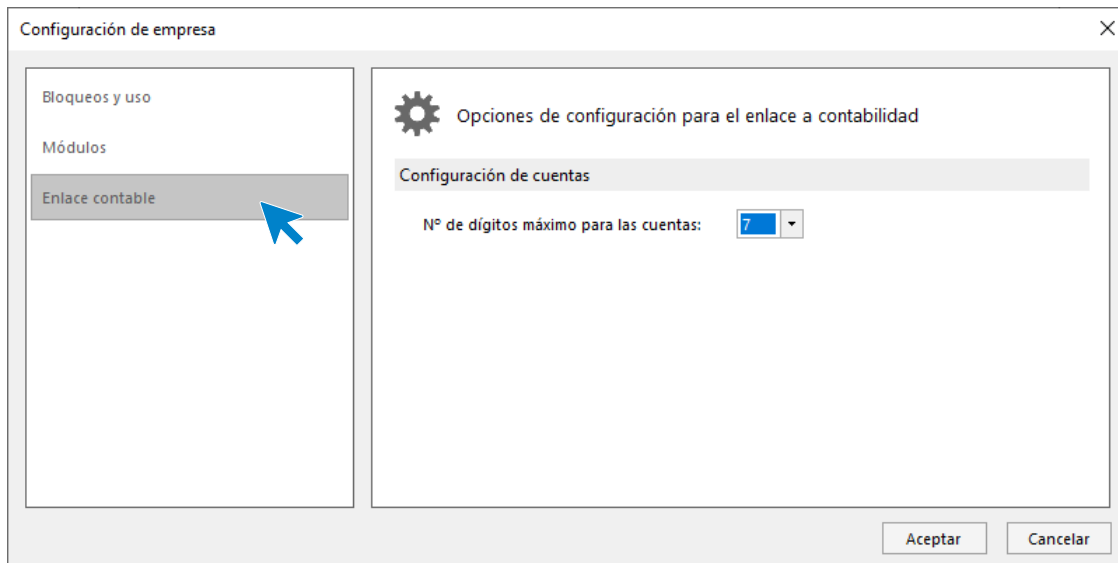 Configuración de empresa
Bloqueos y uso
Módulos
Enlace contable
Opciones de configuración para el enlace a contabilidad
Configuración de cuentas
Nº de dígitos máximo para las cuentas: 7
Aceptar Cancelar